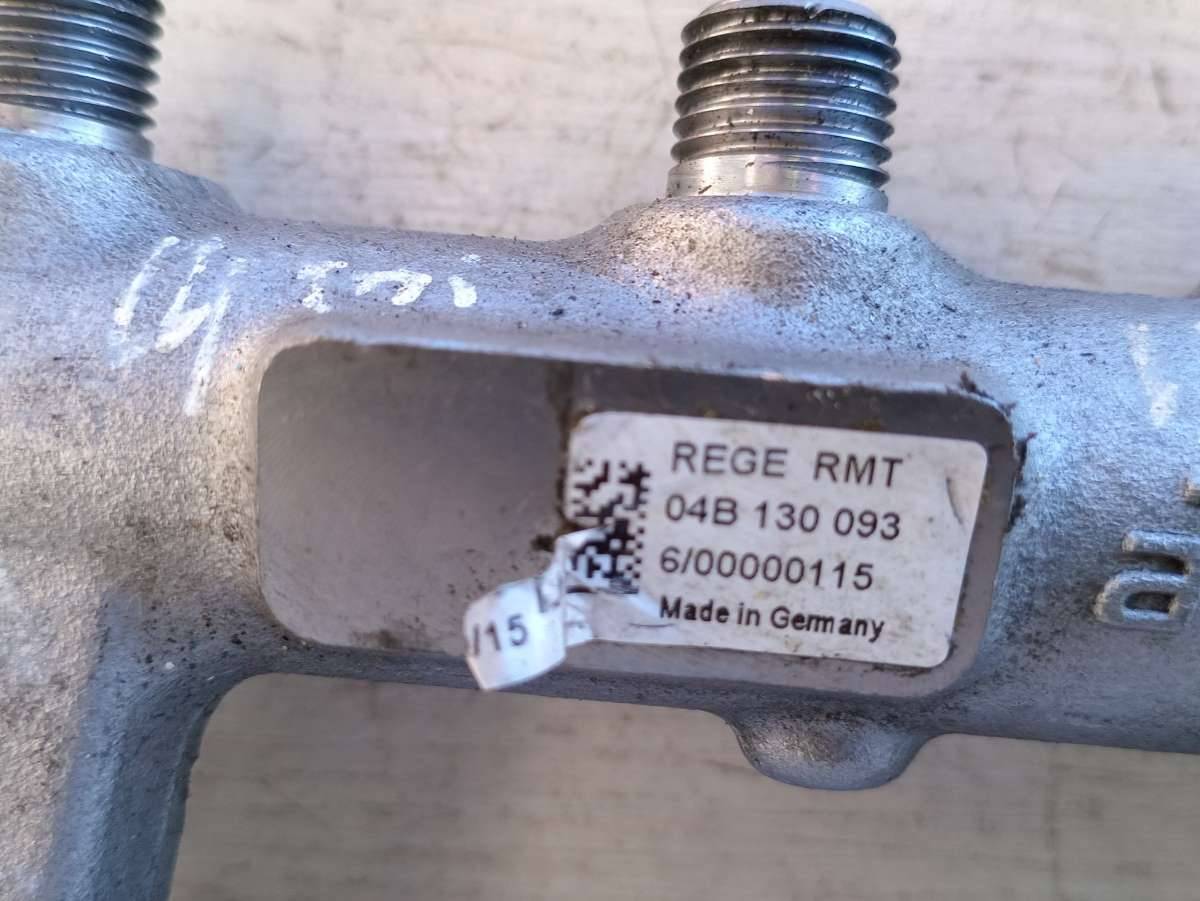 REGE RMT
04B 130 093
6/00000115
Made in Germany
/15